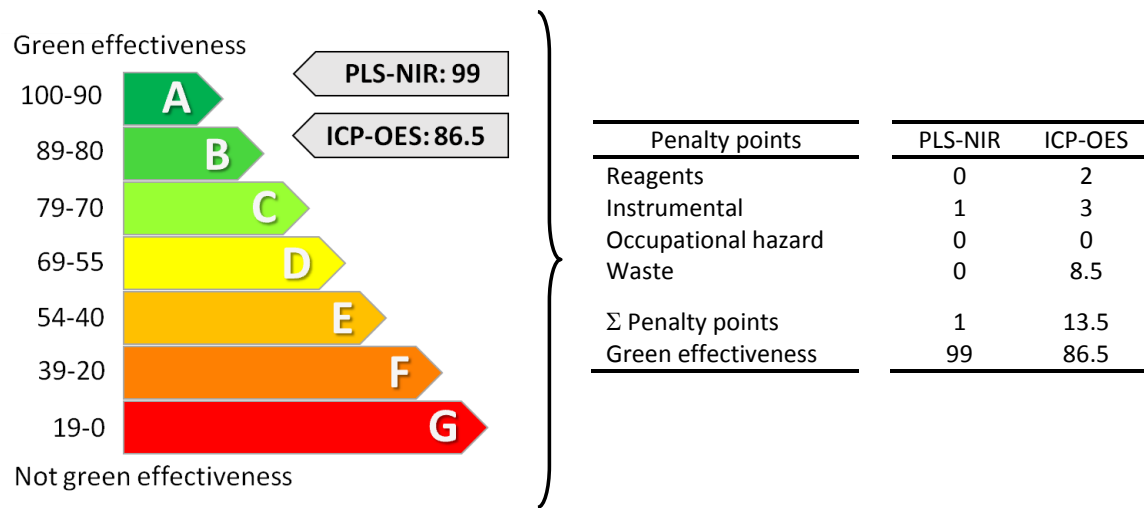 Green effectiveness
100-90 A PLS-NIR: 99
89-80 B ICP-OES: 86.5
79-70 C
69-55 D
54-40 E
39-20 F
19-0 G
Not green effectiveness
Penalty points PLS-NIR ICP-OES
Reagents 0 2
Instrumental 1 3
Occupational hazard 0 0
Waste 0 8.5
Σ Penalty points 1 13.5
Green effectiveness 99 86.5